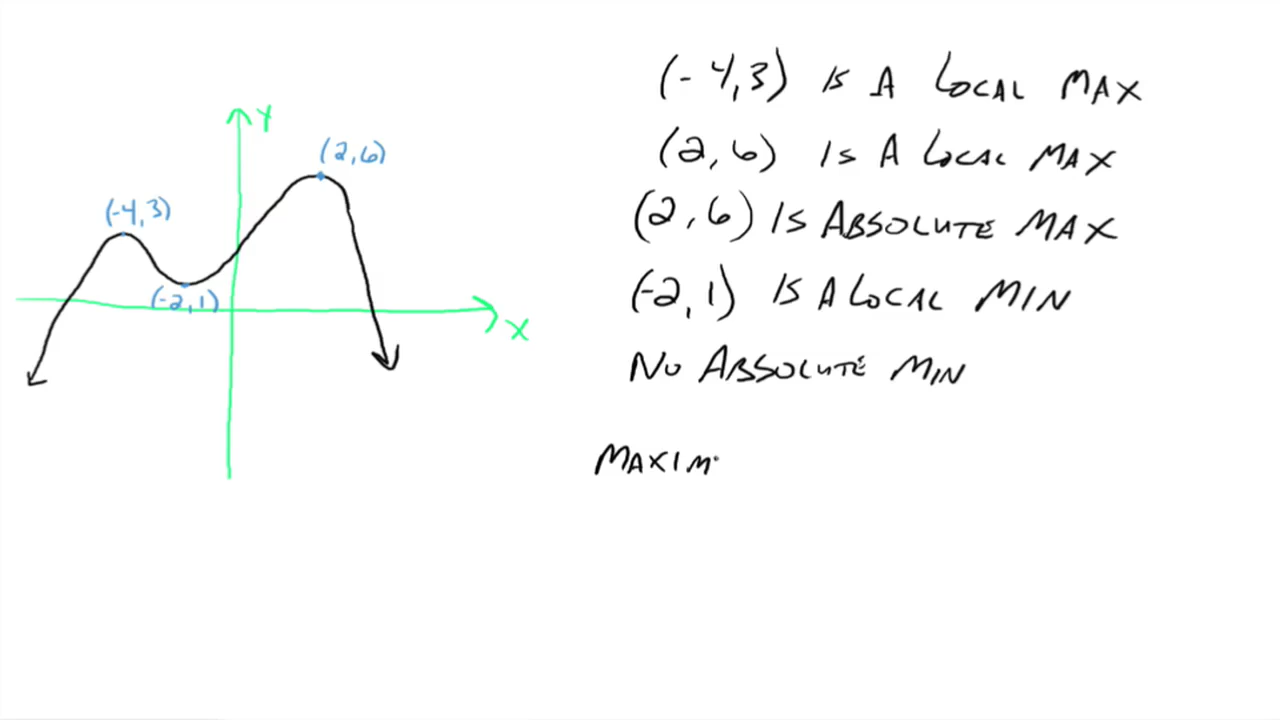 Y
(2,6)
(-4,3)
(-2,1)
X
(-4,3) IS A LOCAL MAX
(2,6) IS A LOCAL MAX
(2,6) IS ABSOLUTE MAX
(-2,1) IS A LOCAL MIN
NO ABSOLUTE MIN
MAXIM